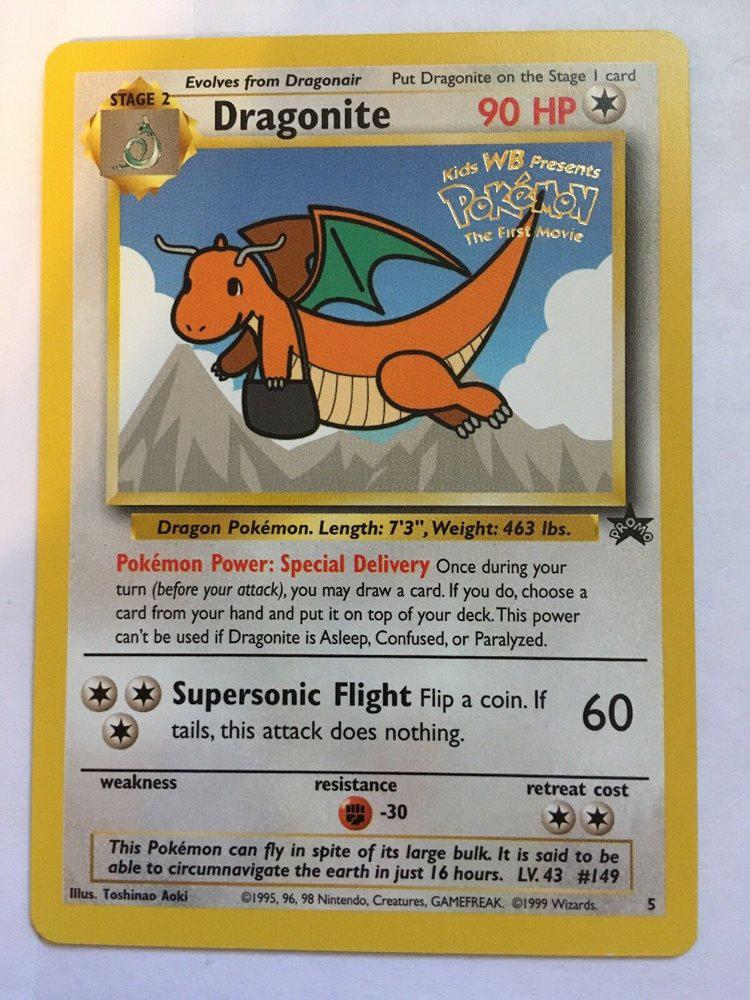 Evolves from Dragonair
Put Dragonite on the Stage 1 card
STAGE 2
Dragonite
90 HP
Kids WB Presents
POKéMON
The First Movie
Dragon Pokémon. Length: 7'3", Weight: 463 lbs.
PROMO
Pokémon Power: Special Delivery Once during your
turn (before your attack), you may draw a card. If you do, choose a
card from your hand and put it on top of your deck. This power
can't be used if Dragonite is Asleep, Confused, or Paralyzed.
Supersonic Flight Flip a coin. If
tails, this attack does nothing.
60
weakness
resistance
retreat cost
-30
This Pokémon can fly in spite of its large bulk. It is said to be
able to circumnavigate the earth in just 16 hours. LV. 43 #149
Illus. Toshinao Aoki
©1995, 96, 98 Nintendo, Creatures, GAMEFREAK. ©1999 Wizards.
5